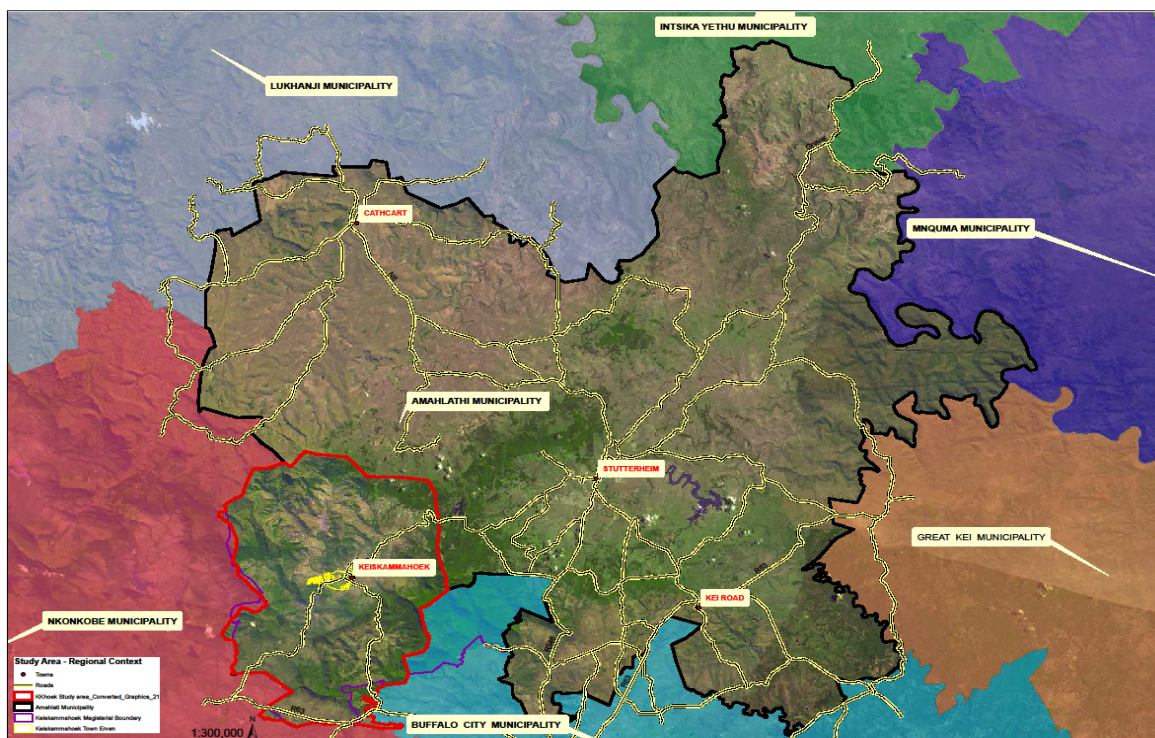 INTSIKA YETHU MUNICIPALITY
LUKHANJI MUNICIPALITY
CATHCART
MNQUMA MUNICIPALITY
N6
AMAHLATHI MUNICIPALITY
STUTTERHEIM
GREAT KEI MUNICIPALITY
KEISKAMMAHOEK
KEI ROAD
NKONKOBE MUNICIPALITY
Study Area - Regional Context
Towns
Roads
KKhoek Study area_Converted_Graphics_21
Amahlati Municipality
Keiskammahoek Magisterial Boundary
Keiskammahoek Town Erven
R63
1:300,000
N
BUFFALO CITY MUNICIPALITY